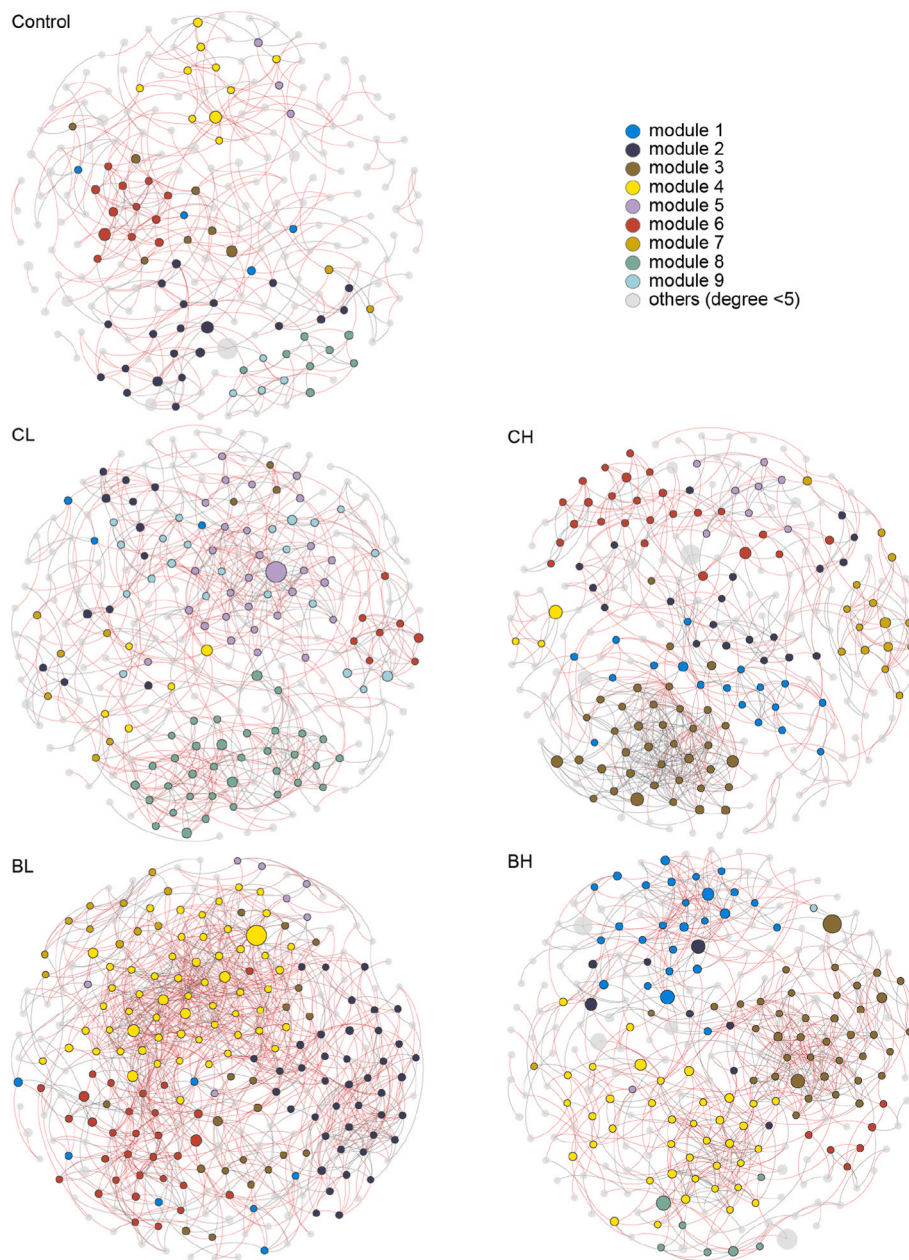 Control
module 1
module 2
module 3
module 4
module 5
module 6
module 7
module 8
module 9
others (degree <5)
CL
CH
BL
BH